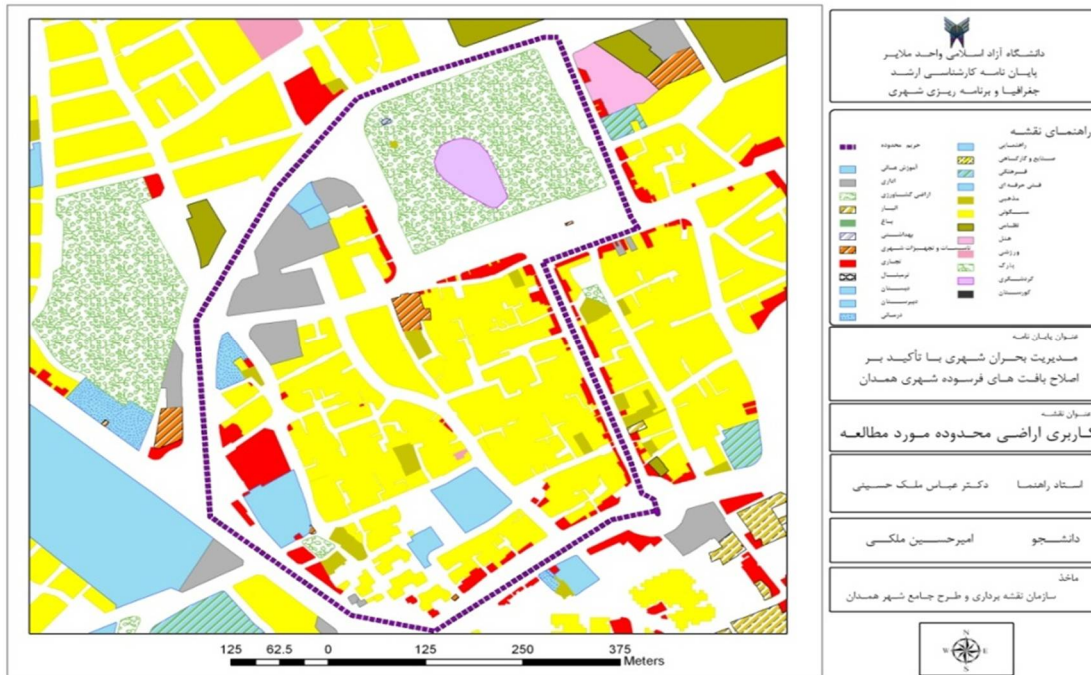 دانشگاه آزاد اسلامی واحد ملایر
پایان نامه کارشناسی ارشد
جغرافیا و برنامه ریزی شهری
راهنمای نقشه
حریم محدوده
آموزش عالی
اداری
اراضی کشاورزی
انبار
باغ
بهداشتی
تاسیسات و تجهیزات شهری
تجاری
ترمینال
دبستان
دبیرستان
درمانی
راهنمایی
صنایع و کارگاهی
فرهنگی
فنی حرفه ای
مذهبی
مسکونی
نظامی
هتل
ورزشی
پارک
گردشگری
گورستان
عنوان پایان نامه
مدیریت بحران شهری با تأکید بر
اصلاح بافت های فرسوده شهری همدان
عنوان نقشه
کاربری اراضی محدوده مورد مطالعه
استاد راهنما دکتر عباس ملک حسینی
دانشجو امیرحسین ملکی
ماخذ
سازمان نقشه برداری و طرح جامع شهر همدان
N
W E
S
125 62.5 0 125 250 375
Meters